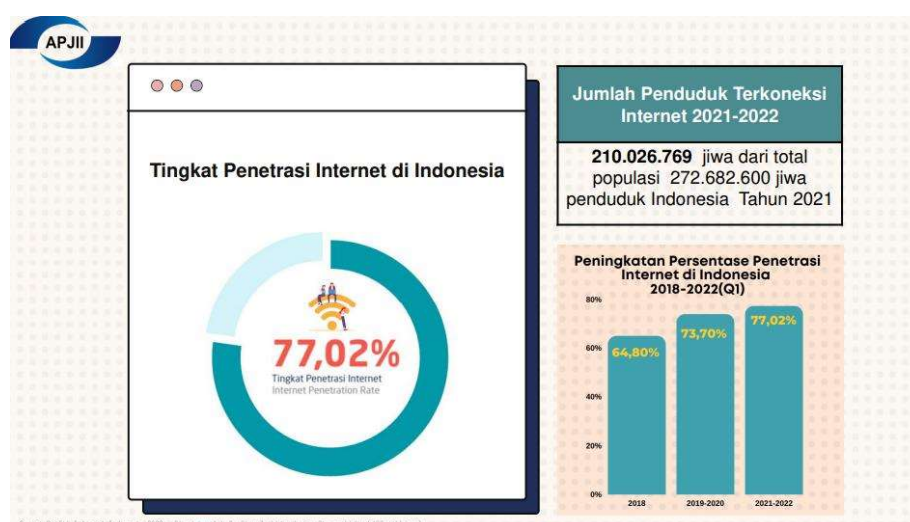 APJII
Tingkat Penetrasi Internet di Indonesia
77,02%
Tingkat Penetrasi Internet
Internet Penetration Rate
Jumlah Penduduk Terkoneksi
Internet 2021-2022
210.026.769 jiwa dari total
populasi 272.682.600 jiwa
penduduk Indonesia Tahun 2021
Peningkatan Persentase Penetrasi
Internet di Indonesia
2018-2022(Q1)
80%
60%
40%
20%
0%
64,80%
73,70%
77,02%
2018
2019-2020
2021-2022